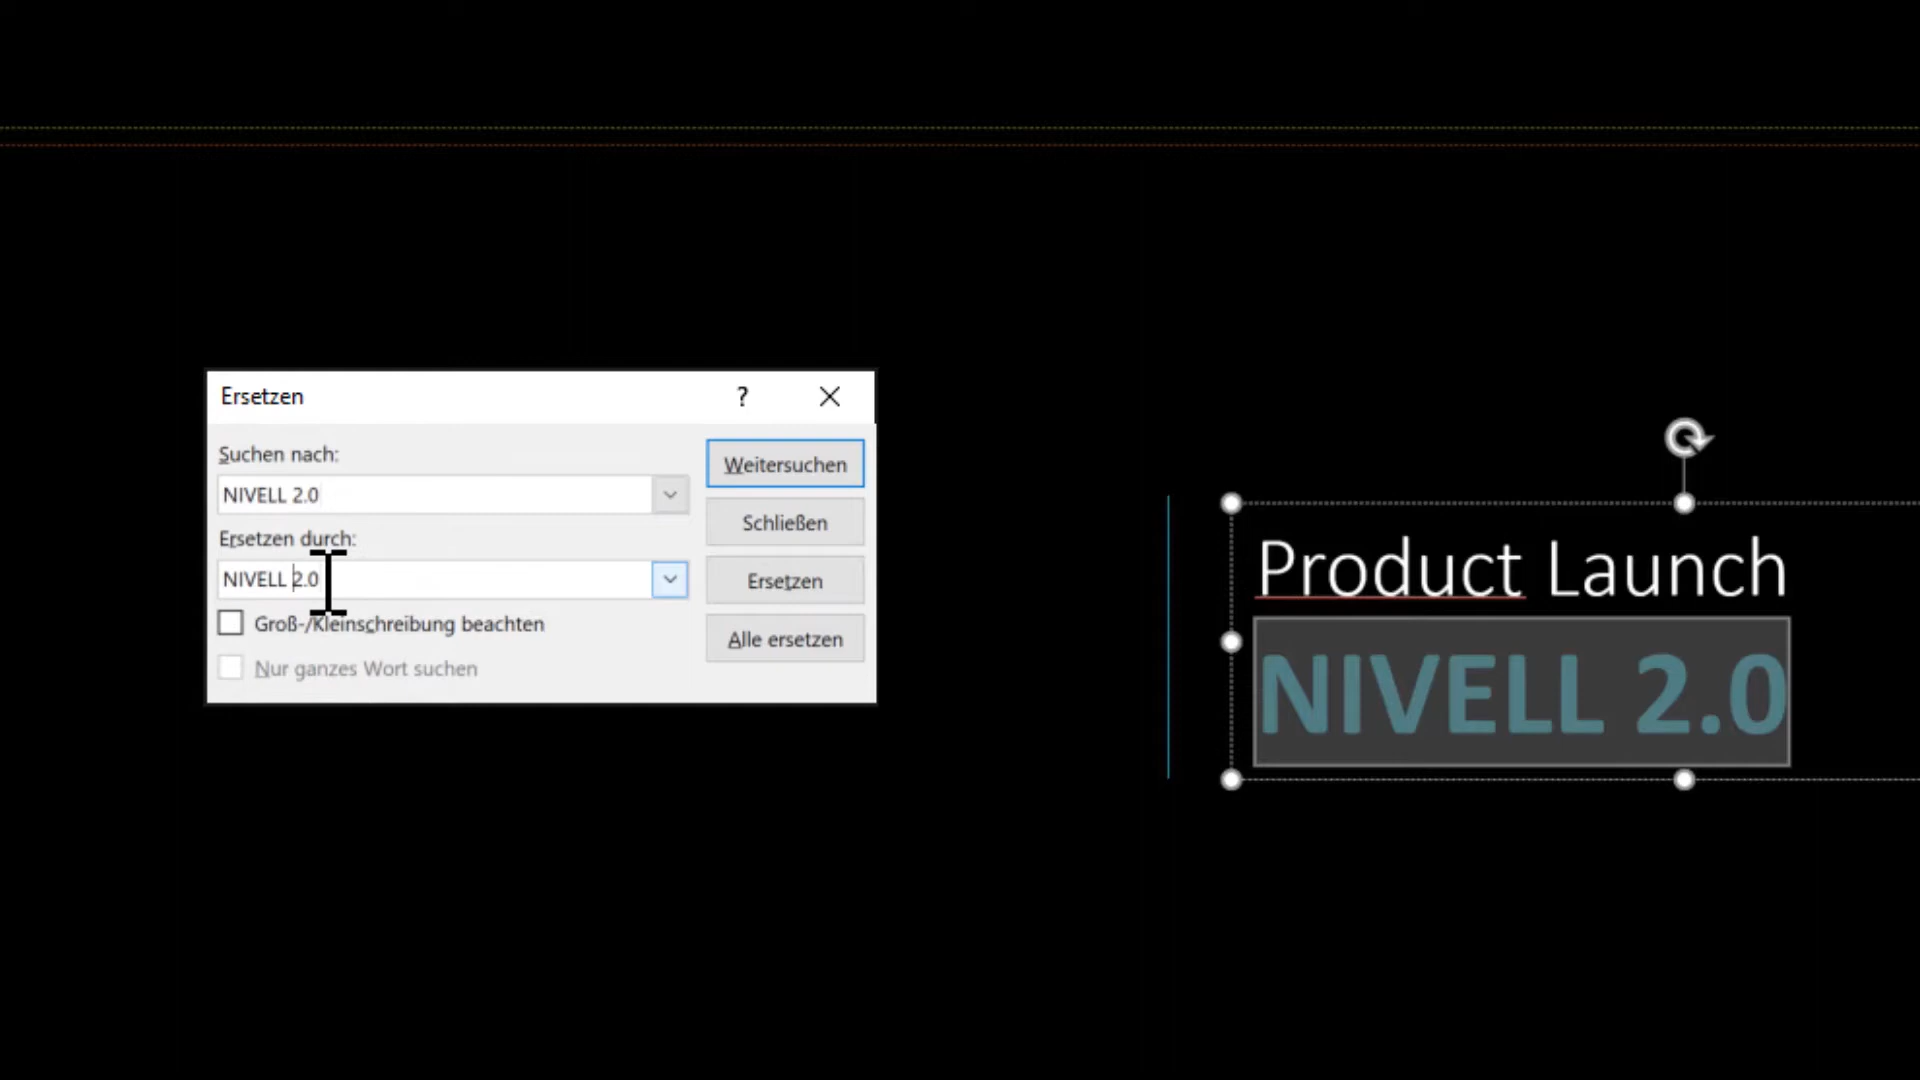 Ersetzen
?
Suchen nach:
NIVELL 2.0
Ersetzen durch:
NIVELL 2.0
Groß-/Kleinschreibung beachten
Nur ganzes Wort suchen
Weitersuchen
Schließen
Ersetzen
Alle ersetzen
Product Launch
NIVELL 2.0